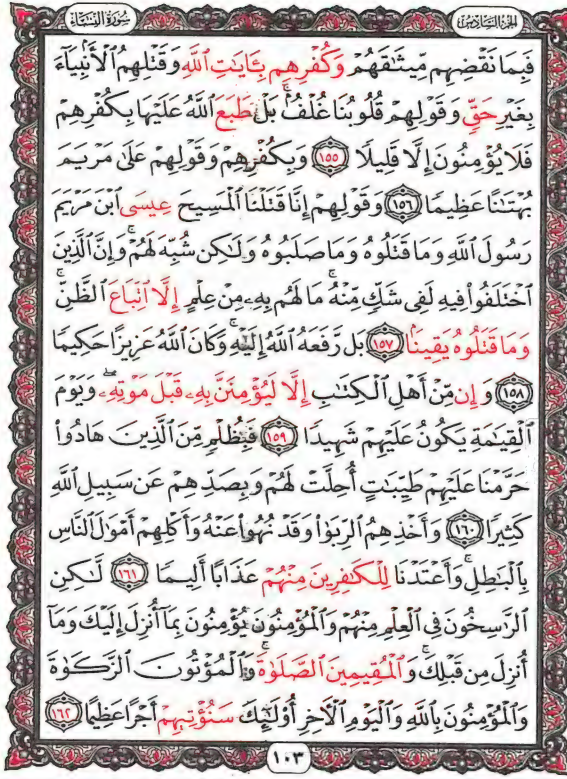 الجزء السادس
سورة النساء
فَبِمَا نَقْضِهِم مِّيثَٰقَهُمْ وَكُفْرِهِم بِـَٔايَٰتِ ٱللَّهِ وَقَتْلِهِمُ ٱلْأَنۢبِيَآءَ
بِغَيْرِ حَقٍّ وَقَوْلِهِمْ قُلُوبُنَا غُلْفٌۢ ۚ بَلْ طَبَعَ ٱللَّهُ عَلَيْهَا بِكُفْرِهِمْ
فَلَا يُؤْمِنُونَ إِلَّا قَلِيلًا ١٥٥ وَبِكُفْرِهِمْ وَقَوْلِهِمْ عَلَىٰ مَرْيَمَ
بُهْتَٰنًا عَظِيمًا ١٥٦ وَقَوْلِهِمْ إِنَّا قَتَلْنَا ٱلْمَسِيحَ عِيسَى ٱبْنَ مَرْيَمَ
رَسُولَ ٱللَّهِ وَمَا قَتَلُوهُ وَمَا صَلَبُوهُ وَلَٰكِن شُبِّهَ لَهُمْ ۚ وَإِنَّ ٱلَّذِينَ
ٱخْتَلَفُوا۟ فِيهِ لَفِى شَكٍّ مِّنْهُ ۚ مَا لَهُم بِهِۦ مِنْ عِلْمٍ إِلَّا ٱتِّبَاعَ ٱلظَّنِّ ۚ
وَمَا قَتَلُوهُ يَقِينًۢا ١٥٧ بَل رَّفَعَهُ ٱللَّهُ إِلَيْهِ ۚ وَكَانَ ٱللَّهُ عَزِيزًا حَكِيمًا
١٥٨ وَإِن مِّنْ أَهْلِ ٱلْكِتَٰبِ إِلَّا لَيُؤْمِنَنَّ بِهِۦ قَبْلَ مَوْتِهِۦ ۖ وَيَوْمَ
ٱلْقِيَٰمَةِ يَكُونُ عَلَيْهِمْ شَهِيدًا ١٥٩ فَبِظُلْمٍ مِّنَ ٱلَّذِينَ هَادُوا۟
حَرَّمْنَا عَلَيْهِمْ طَيِّبَٰتٍ أُحِلَّتْ لَهُمْ وَبِصَدِّهِمْ عَن سَبِيلِ ٱللَّهِ
كَثِيرًا ١٦٠ وَأَخْذِهِمُ ٱلرِّبَوٰا۟ وَقَدْ نُهُوا۟ عَنْهُ وَأَكْلِهِمْ أَمْوَٰلَ ٱلنَّاسِ
بِٱلْبَٰطِلِ ۚ وَأَعْتَدْنَا لِلْكَٰفِرِينَ مِنْهُمْ عَذَابًا أَلِيمًا ١٦١ لَّٰكِنِ
ٱلرَّٰسِخُونَ فِى ٱلْعِلْمِ مِنْهُمْ وَٱلْمُؤْمِنُونَ يُؤْمِنُونَ بِمَآ أُنزِلَ إِلَيْكَ وَمَآ
أُنزِلَ مِن قَبْلِكَ ۚ وَٱلْمُقِيمِينَ ٱلصَّلَوٰةَ ۚ وَٱلْمُؤْتُونَ ٱلزَّكَوٰةَ
وَٱلْمُؤْمِنُونَ بِٱللَّهِ وَٱلْيَوْمِ ٱلْءَاخِرِ أُو۟لَٰٓئِكَ سَنُؤْتِيهِمْ أَجْرًا عَظِيمًا ١٦٢
١٠٣